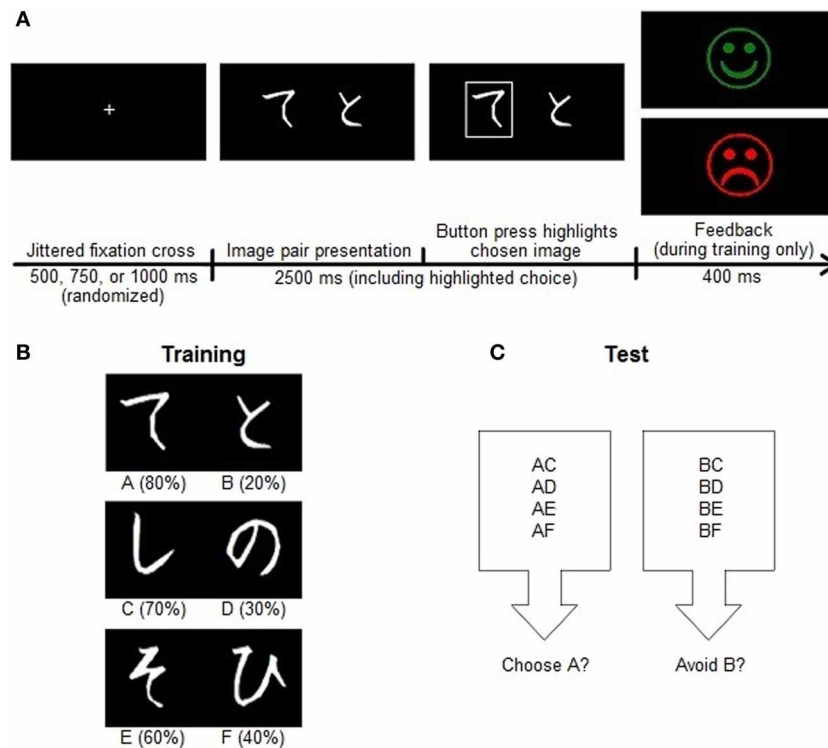 A
+
て と
て と
Jittered fixation cross
Image pair presentation
Button press highlights
chosen image
Feedback
(during training only)
500, 750, or 1000 ms
(randomized)
2500 ms (including highlighted choice)
400 ms
B
Training
て と
A (80%) B (20%)
し の
C (70%) D (30%)
そ ひ
E (60%) F (40%)
C
Test
AC
AD
AE
AF
Choose A?
BC
BD
BE
BF
Avoid B?